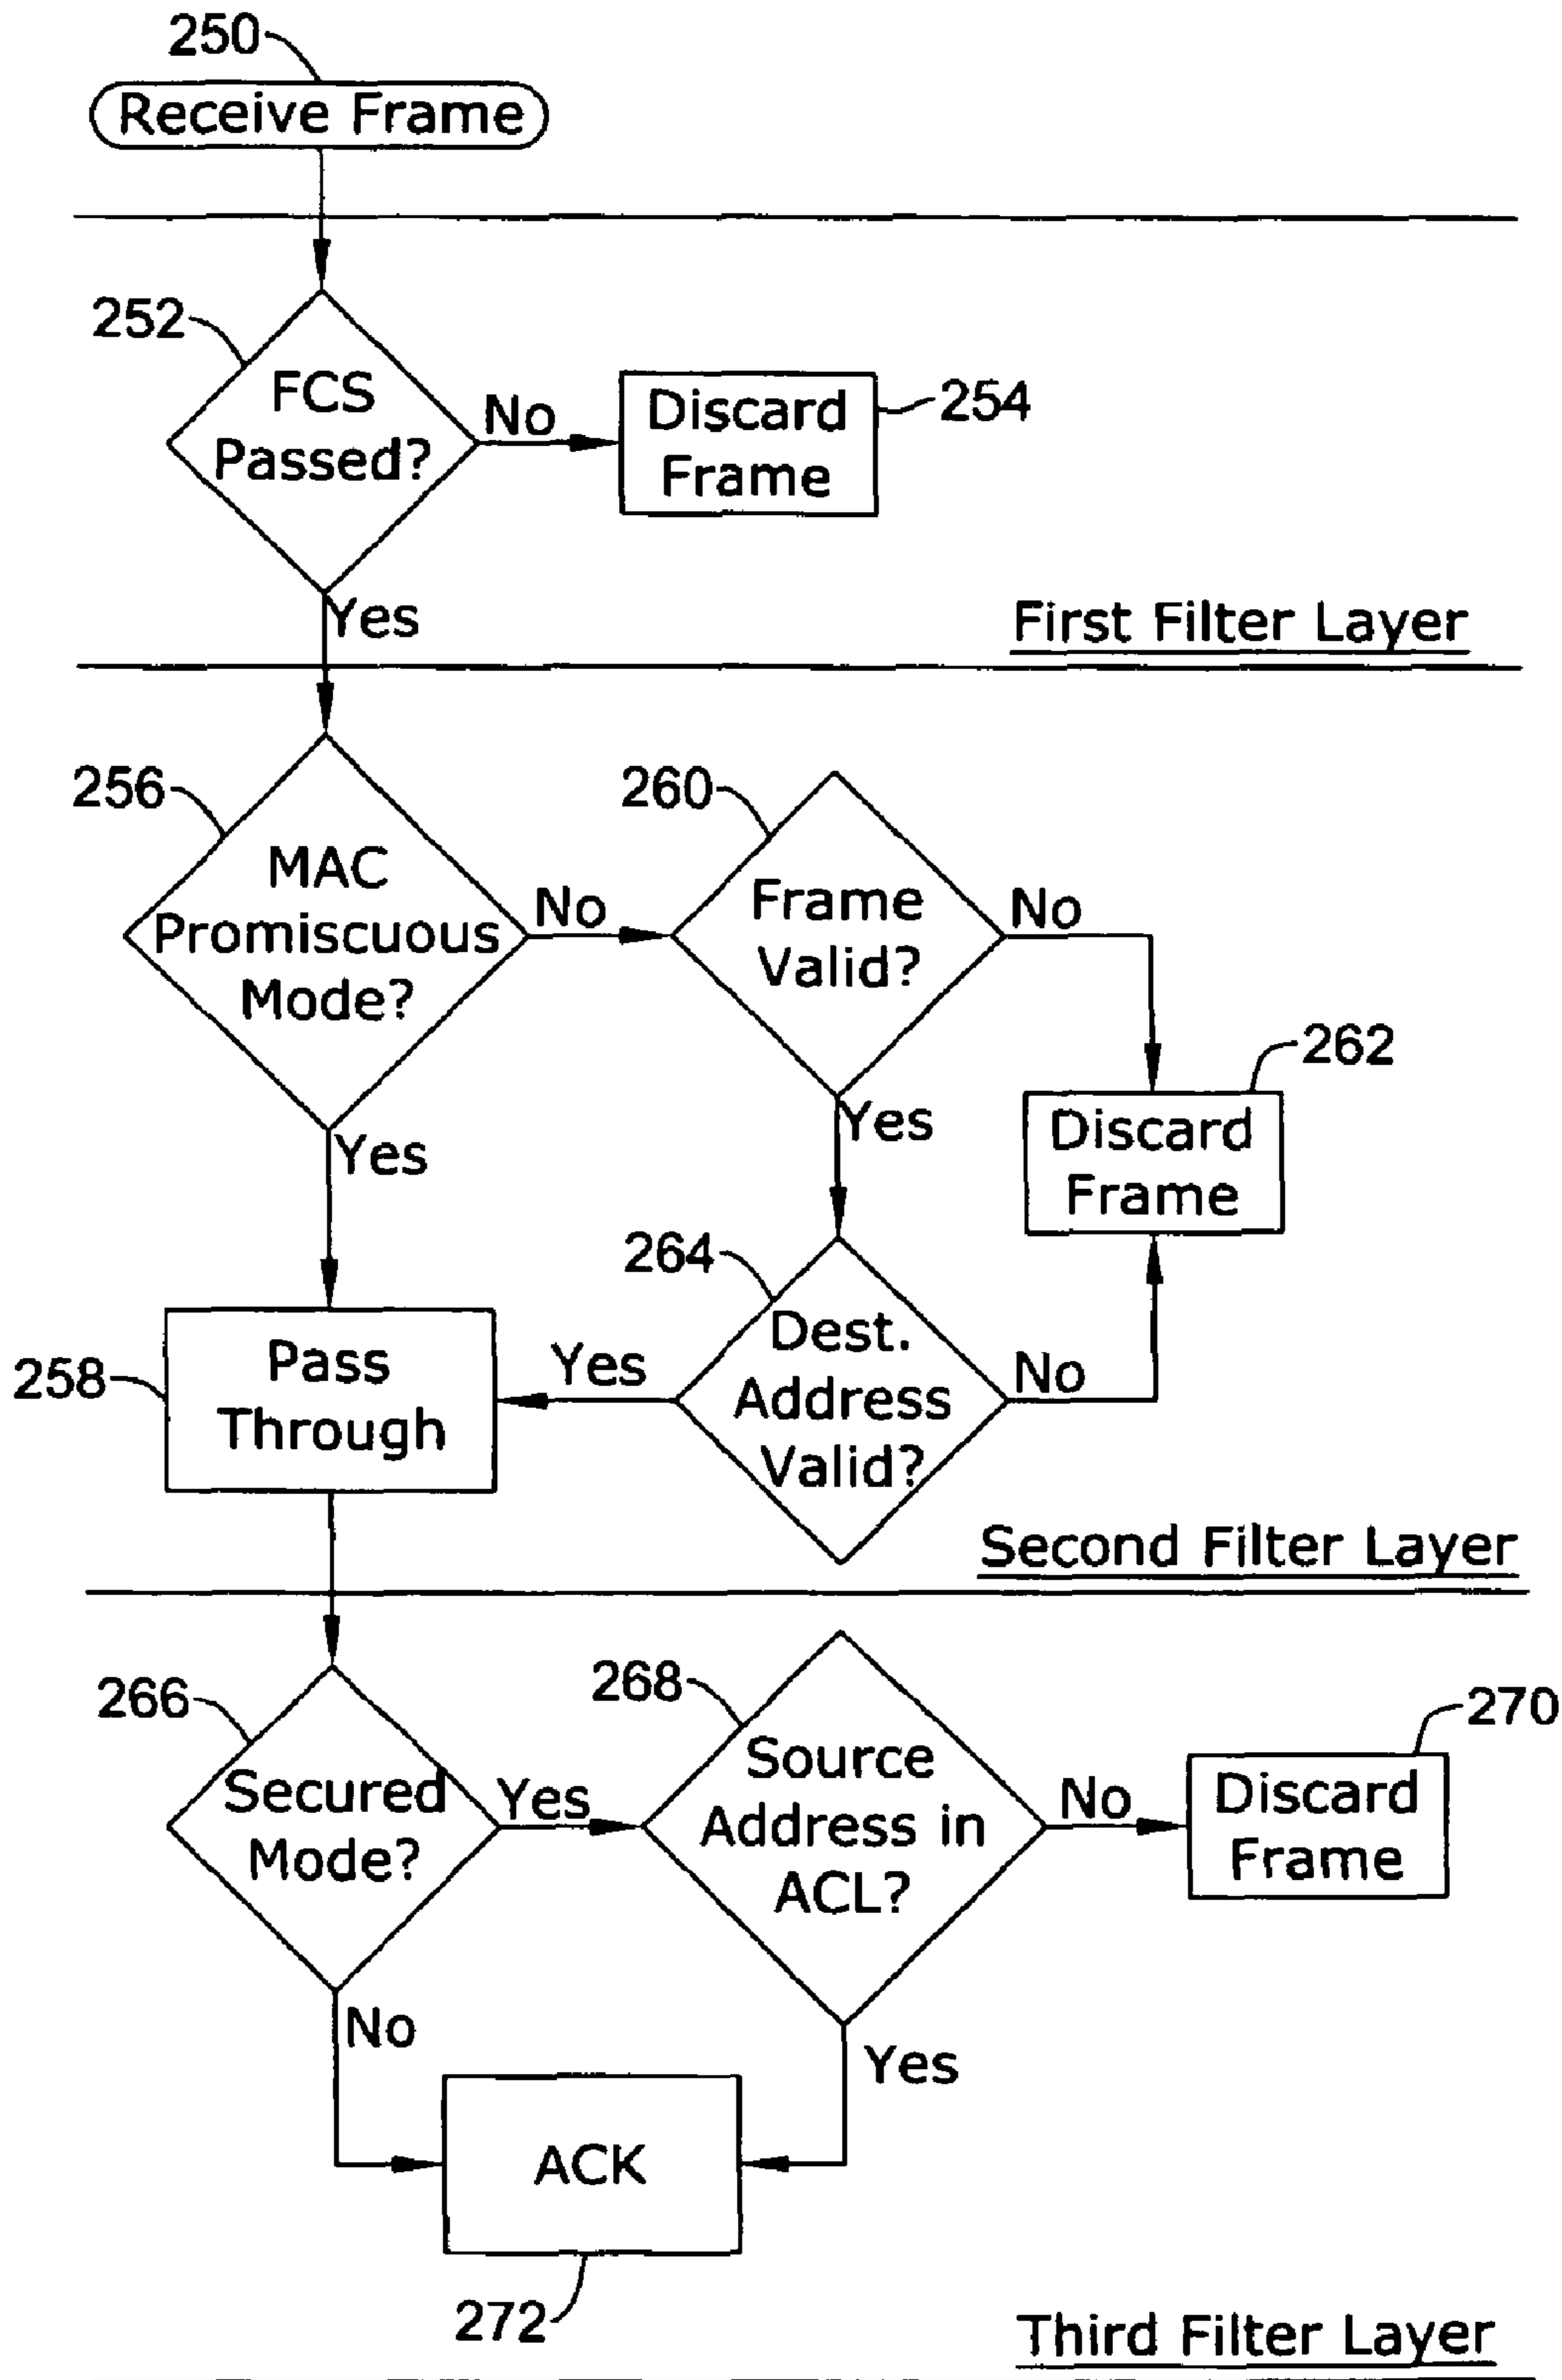 250
Receive Frame
252
FCS
Passed?
No
Discard
Frame
254
Yes
First Filter Layer
256
MAC
Promiscuous
Mode?
No
260
Frame
Valid?
No
262
Discard
Frame
Yes
Yes
264
Dest.
Address
Valid?
No
Yes
258
Pass
Through
Second Filter Layer
266
Secured
Mode?
Yes
268
Source
Address in
ACL?
No
270
Discard
Frame
No
Yes
ACK
272
Third Filter Layer